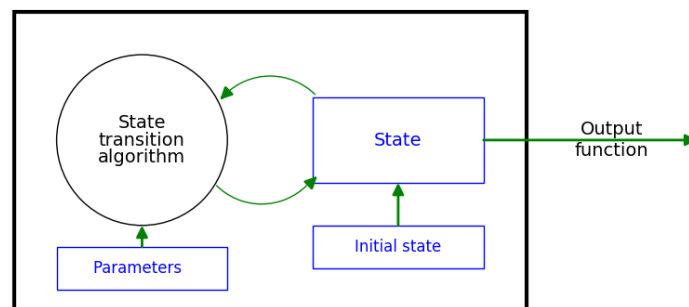 State
transition
algorithm
State
Output
function
Parameters
Initial state